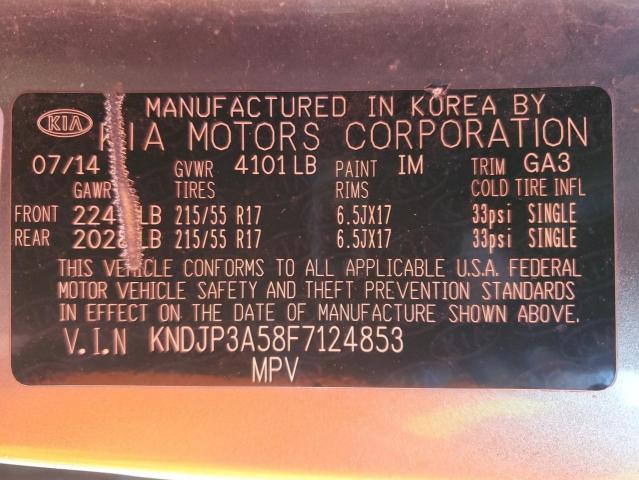 KIA
MANUFACTURED IN KOREA BY
KIA MOTORS CORPORATION
07/14 GVWR 4101LB PAINT IM TRIM GA3
GAWR TIRES RIMS COLD TIRE INFL
FRONT LB 215/55 R17 6.5JX17 33psi SINGLE
REAR LB 215/55 R17 6.5JX17 33psi SINGLE
THIS VEHICLE CONFORMS TO ALL APPLICABLE U.S.A. FEDERAL
MOTOR VEHICLE SAFETY AND THEFT PREVENTION STANDARDS
IN EFFECT ON THE DATE OF MANUFACTURE SHOWN ABOVE.
V.I.N KNDJP3A58F7124853
MPV